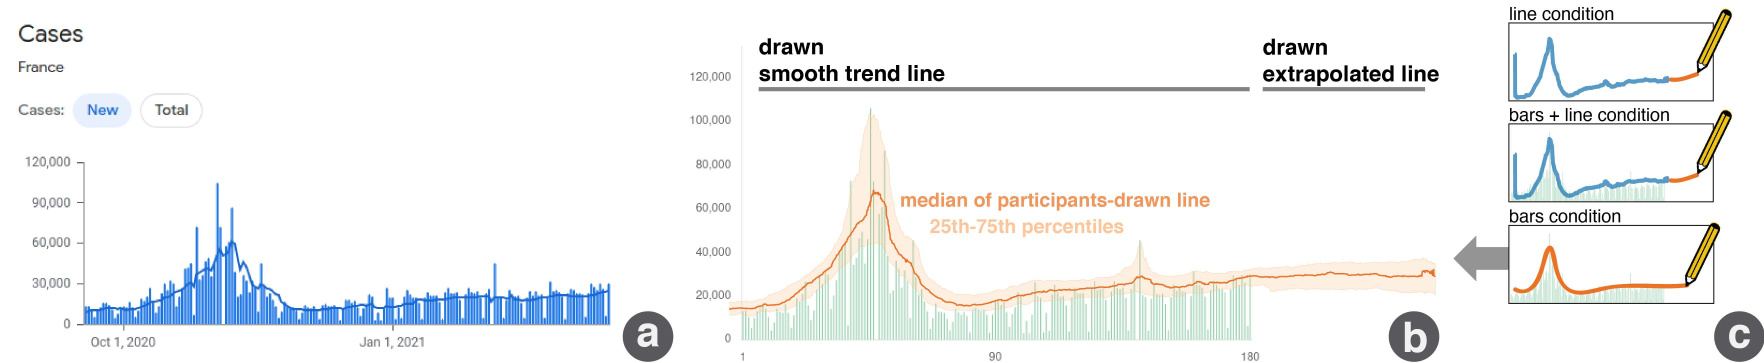 Cases
France
Cases: New Total
120,000
90,000
60,000
30,000
0
Oct 1, 2020 Jan 1, 2021
a
drawn
smooth trend line
drawn
extrapolated line
120,000
100,000
80,000
60,000
40,000
20,000
0
median of participants-drawn line
25th-75th percentiles
1 90 180
b
line condition
bars + line condition
bars condition
c